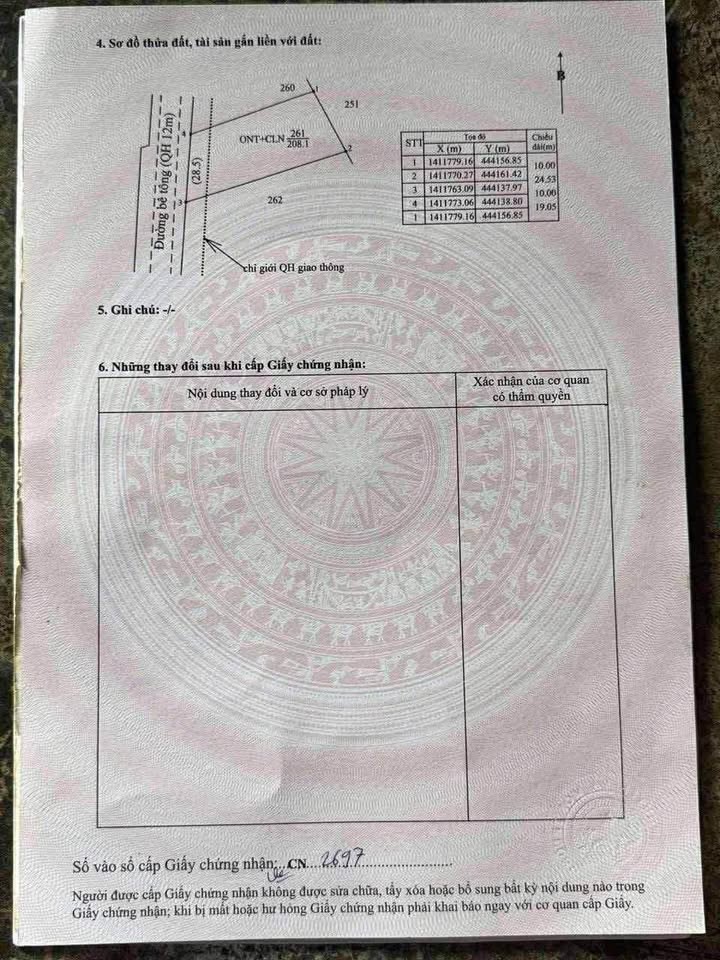 4. Sơ đồ thửa đất, tài sản gắn liền với đất:
B
260
1
251
4
ONT+CLN 261
208.1
2
Đường bê tông (QH 12m)
(28.5)
3
262
chỉ giới QH giao thông
STT Tọa độ Chiều dài(m)
X (m) Y (m)
1 1411779.16 444156.85
10.00
2 1411770.27 444161.42
24.53
3 1411763.09 444137.97
10.00
4 1411773.06 444138.80
19.05
1 1411779.16 444156.85
5. Ghi chú: -/-
6. Những thay đổi sau khi cấp Giấy chứng nhận:
Nội dung thay đổi và cơ sở pháp lý
Xác nhận của cơ quan
có thẩm quyền
Số vào sổ cấp Giấy chứng nhận:...CN...2697
Người được cấp Giấy chứng nhận không được sửa chữa, tẩy xóa hoặc bổ sung bất kỳ nội dung nào trong
Giấy chứng nhận; khi bị mất hoặc hư hỏng Giấy chứng nhận phải khai báo ngay với cơ quan cấp Giấy.